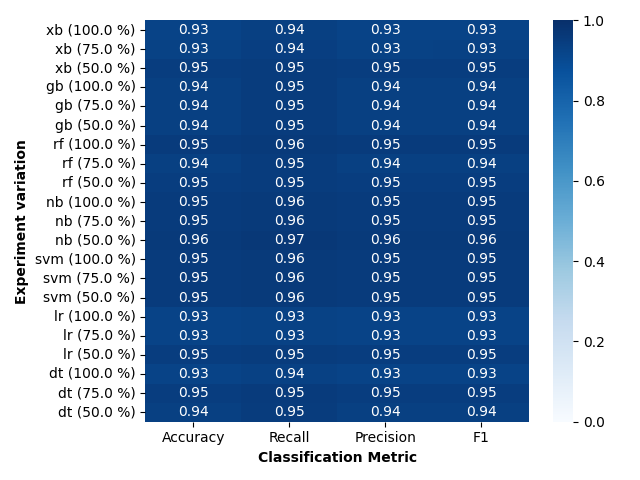 xb (100.0 %) 0.93 0.94 0.93 0.93
xb (75.0 %) 0.93 0.94 0.93 0.93
xb (50.0 %) 0.95 0.95 0.95 0.95
gb (100.0 %) 0.94 0.95 0.94 0.94
gb (75.0 %) 0.94 0.95 0.94 0.94
gb (50.0 %) 0.94 0.95 0.94 0.94
rf (100.0 %) 0.95 0.96 0.95 0.95
rf (75.0 %) 0.94 0.95 0.94 0.94
rf (50.0 %) 0.95 0.95 0.95 0.95
nb (100.0 %) 0.95 0.96 0.95 0.95
nb (75.0 %) 0.95 0.96 0.95 0.95
nb (50.0 %) 0.96 0.97 0.96 0.96
svm (100.0 %) 0.95 0.96 0.95 0.95
svm (75.0 %) 0.95 0.96 0.95 0.95
svm (50.0 %) 0.95 0.96 0.95 0.95
lr (100.0 %) 0.93 0.93 0.93 0.93
lr (75.0 %) 0.93 0.93 0.93 0.93
lr (50.0 %) 0.95 0.95 0.95 0.95
dt (100.0 %) 0.93 0.94 0.93 0.93
dt (75.0 %) 0.95 0.95 0.95 0.95
dt (50.0 %) 0.94 0.95 0.94 0.94
Accuracy Recall Precision F1
Classification Metric
Experiment variation
1.0
0.8
0.6
0.4
0.2
0.0